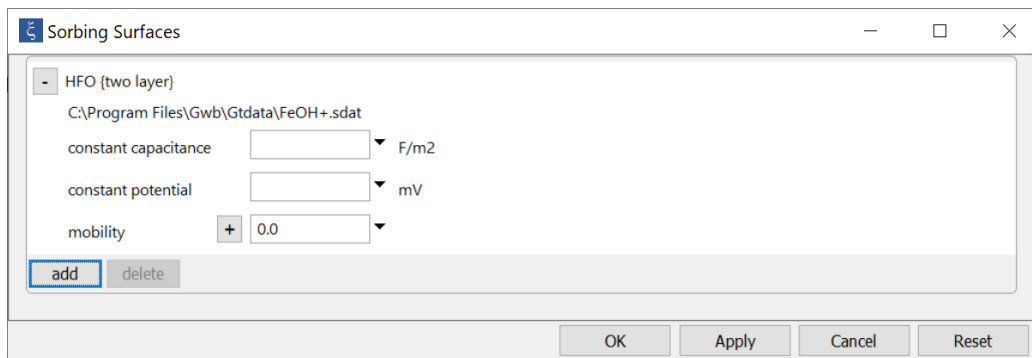 ξ Sorbing Surfaces
- HFO {two layer}
C:\Program Files\Gwb\Gtdata\FeOH+.sdat
constant capacitance F/m2
constant potential mV
mobility + 0.0
add delete
OK Apply Cancel Reset